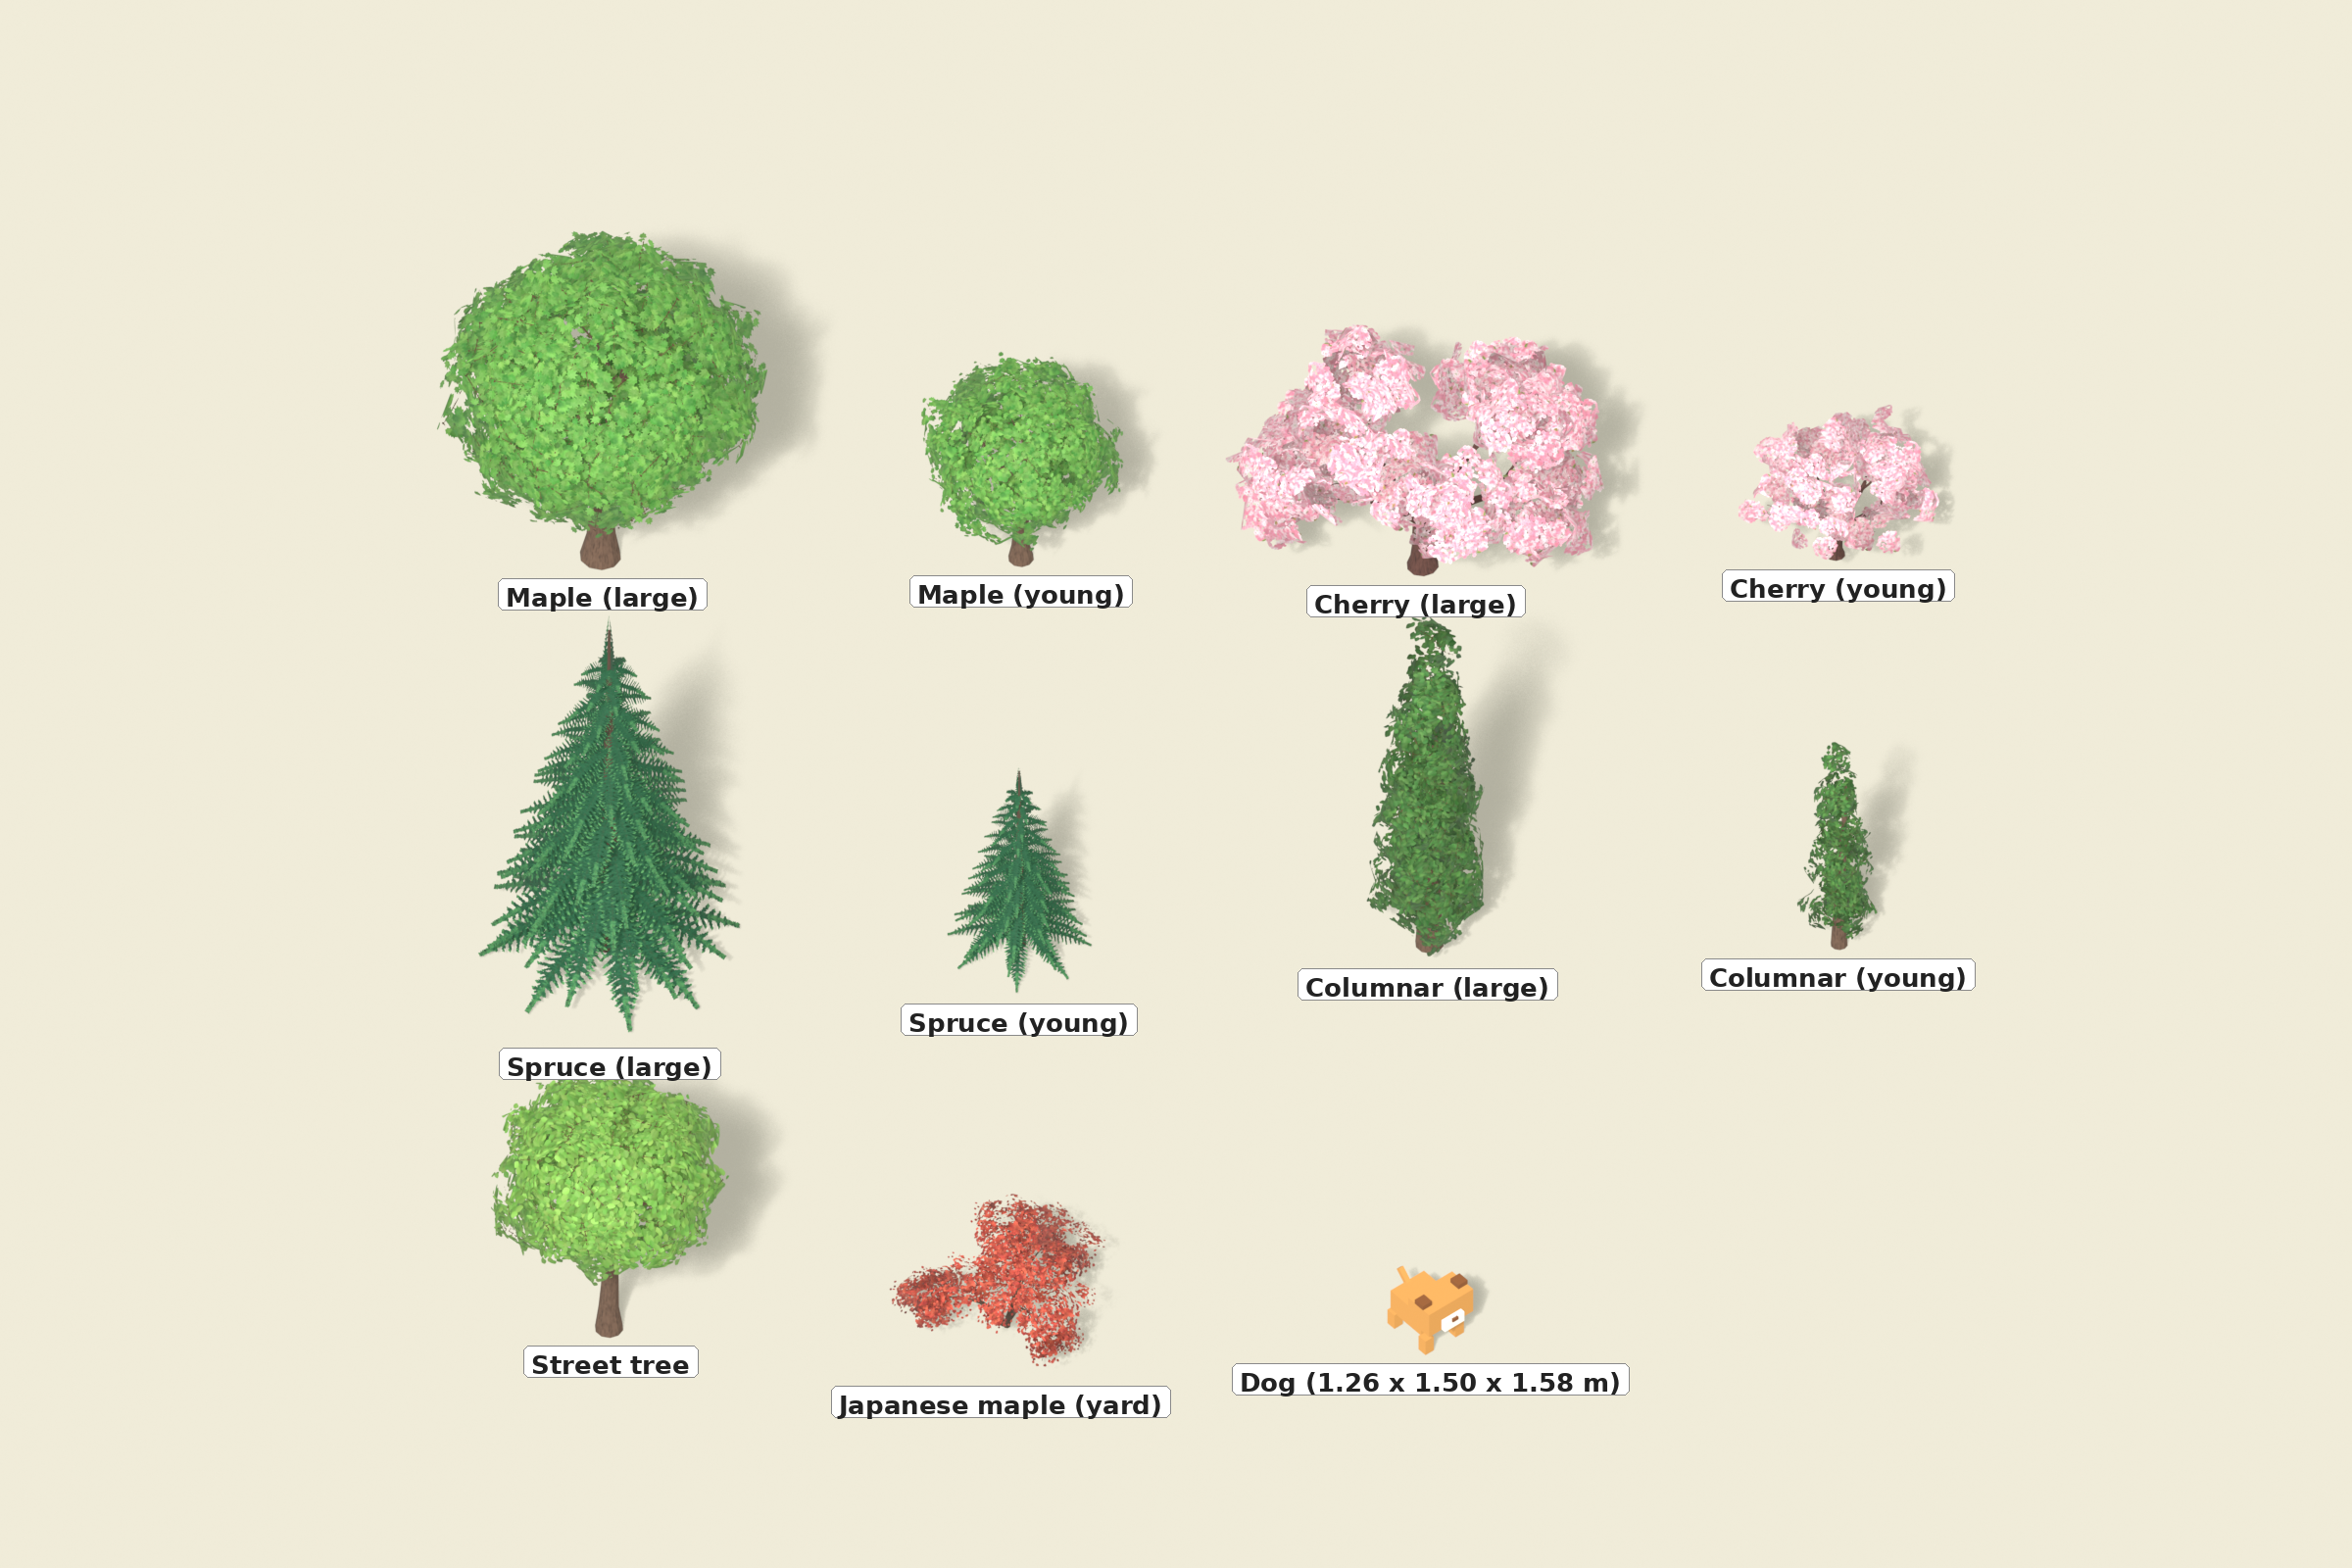 Maple (large)
Maple (young)
Cherry (large)
Cherry (young)
Spruce (large)
Spruce (young)
Columnar (large)
Columnar (young)
Street tree
Japanese maple (yard)
Dog (1.26 x 1.50 x 1.58 m)